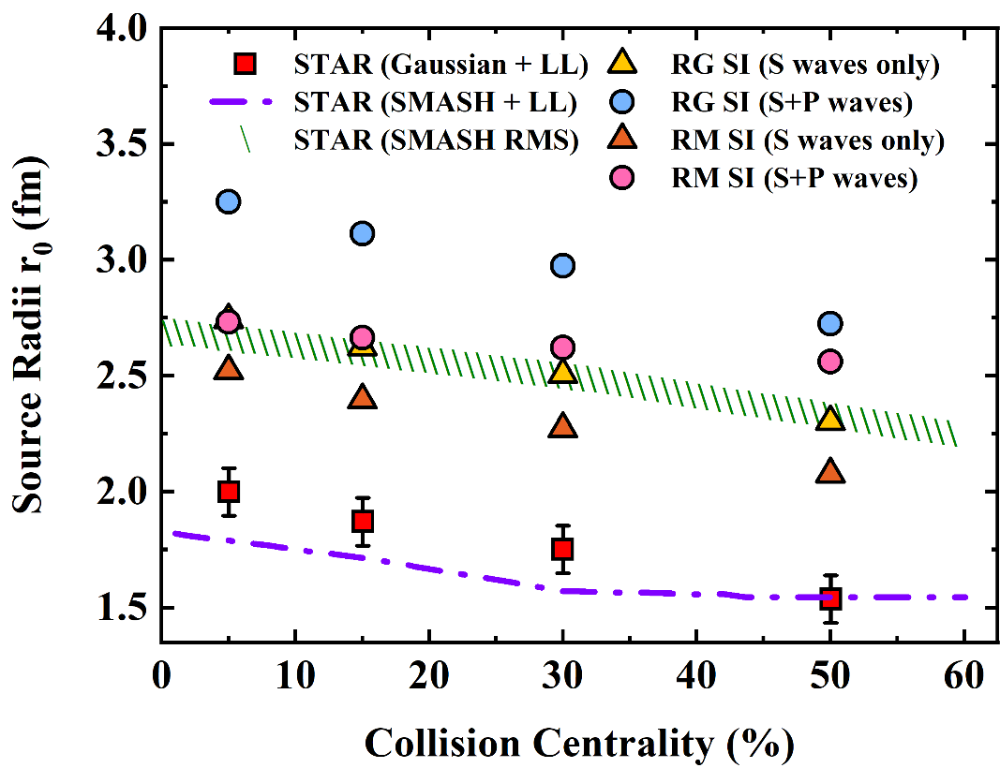 4.0
3.5
3.0
2.5
2.0
1.5
Source Radii r₀ (fm)
STAR (Gaussian + LL)
STAR (SMASH + LL)
STAR (SMASH RMS)
RG SI (S waves only)
RG SI (S+P waves)
RM SI (S waves only)
RM SI (S+P waves)
0 10 20 30 40 50 60
Collision Centrality (%)